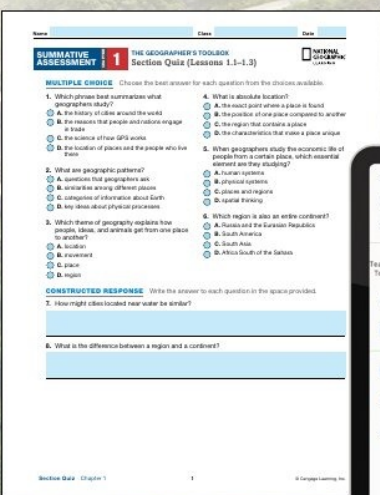 Name Class Date
SUMMATIVE
ASSESSMENT
1
THE GEOGRAPHER'S TOOLBOX
Section Quiz (Lessons 1.1–1.3)
NATIONAL
GEOGRAPHIC
LEARNING
MULTIPLE CHOICE Choose the best answer for each question from the choices available.
1. Which phrase best summarizes what
geographers study?
A. the history of cities around the world
B. the reasons that people and nations engage
in trade
C. the science of how GPS works
D. the location of places and the people who live
there
2. What are geographic patterns?
A. questions that geographers ask
B. similarities among different places
C. categories of information about Earth
D. key ideas about physical processes
3. Which theme of geography explains how
people, ideas, and animals get from one place
to another?
A. location
B. movement
C. place
D. region
4. What is absolute location?
A. the exact point where a place is found
B. the position of one place compared to another
C. the region that contains a place
D. the characteristics that make a place unique
5. When geographers study the economic life of
people from a certain place, which essential
element are they studying?
A. human systems
B. physical systems
C. places and regions
D. spatial thinking
6. Which region is also an entire continent?
A. Russia and the Eurasian Republics
B. South America
C. South Asia
D. Africa South of the Sahara
CONSTRUCTED RESPONSE Write the answer to each question in the space provided.
7. How might cities located near water be similar?
8. What is the difference between a region and a continent?
Section Quiz Chapter 1
1
© Cengage Learning, Inc.